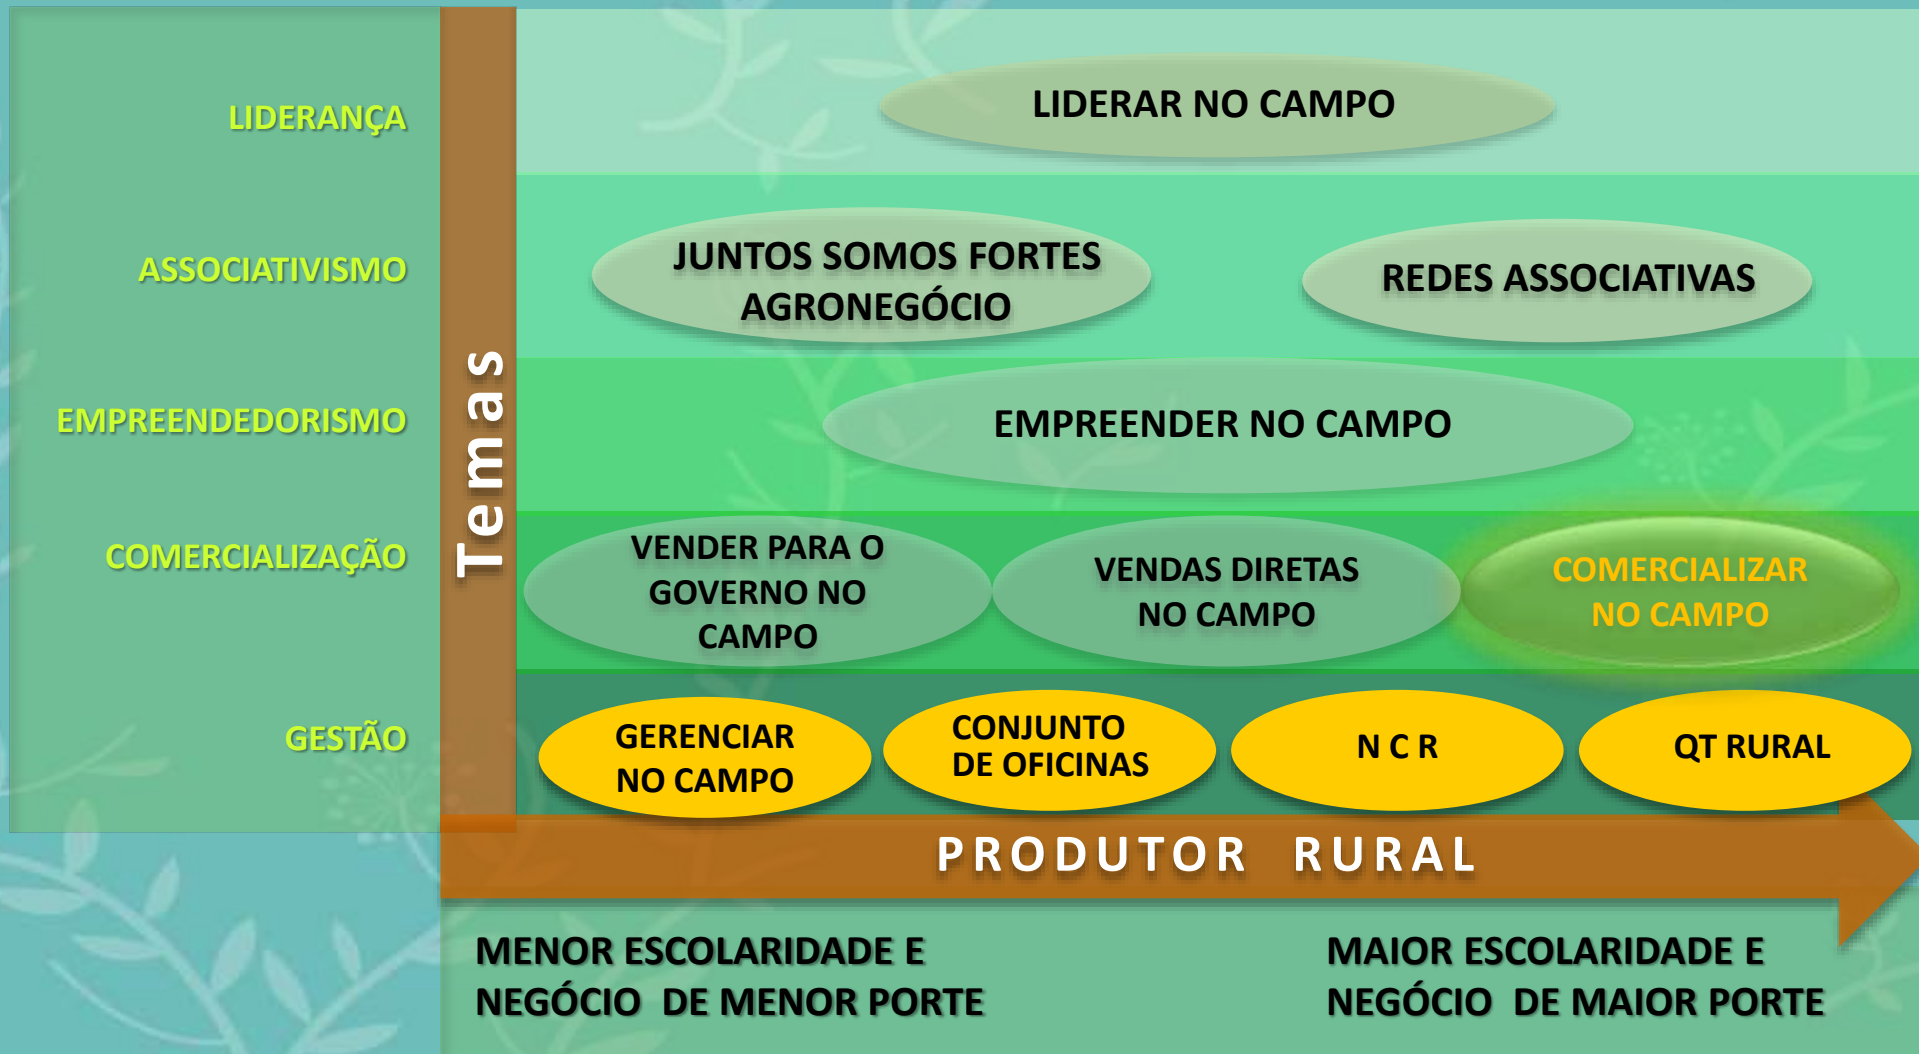 LIDERANÇA
LIDERAR NO CAMPO
ASSOCIATIVISMO
JUNTOS SOMOS FORTES
AGRONEGÓCIO
REDES ASSOCIATIVAS
EMPREENDEDORISMO
EMPREENDER NO CAMPO
COMERCIALIZAÇÃO
VENDER PARA O
GOVERNO NO
CAMPO
VENDAS DIRETAS
NO CAMPO
COMERCIALIZAR
NO CAMPO
GESTÃO
GERENCIAR
NO CAMPO
CONJUNTO
DE OFICINAS
N C R
QT RURAL
Temas
PRODUTOR RURAL
MENOR ESCOLARIDADE E
NEGÓCIO DE MENOR PORTE
MAIOR ESCOLARIDADE E
NEGÓCIO DE MAIOR PORTE